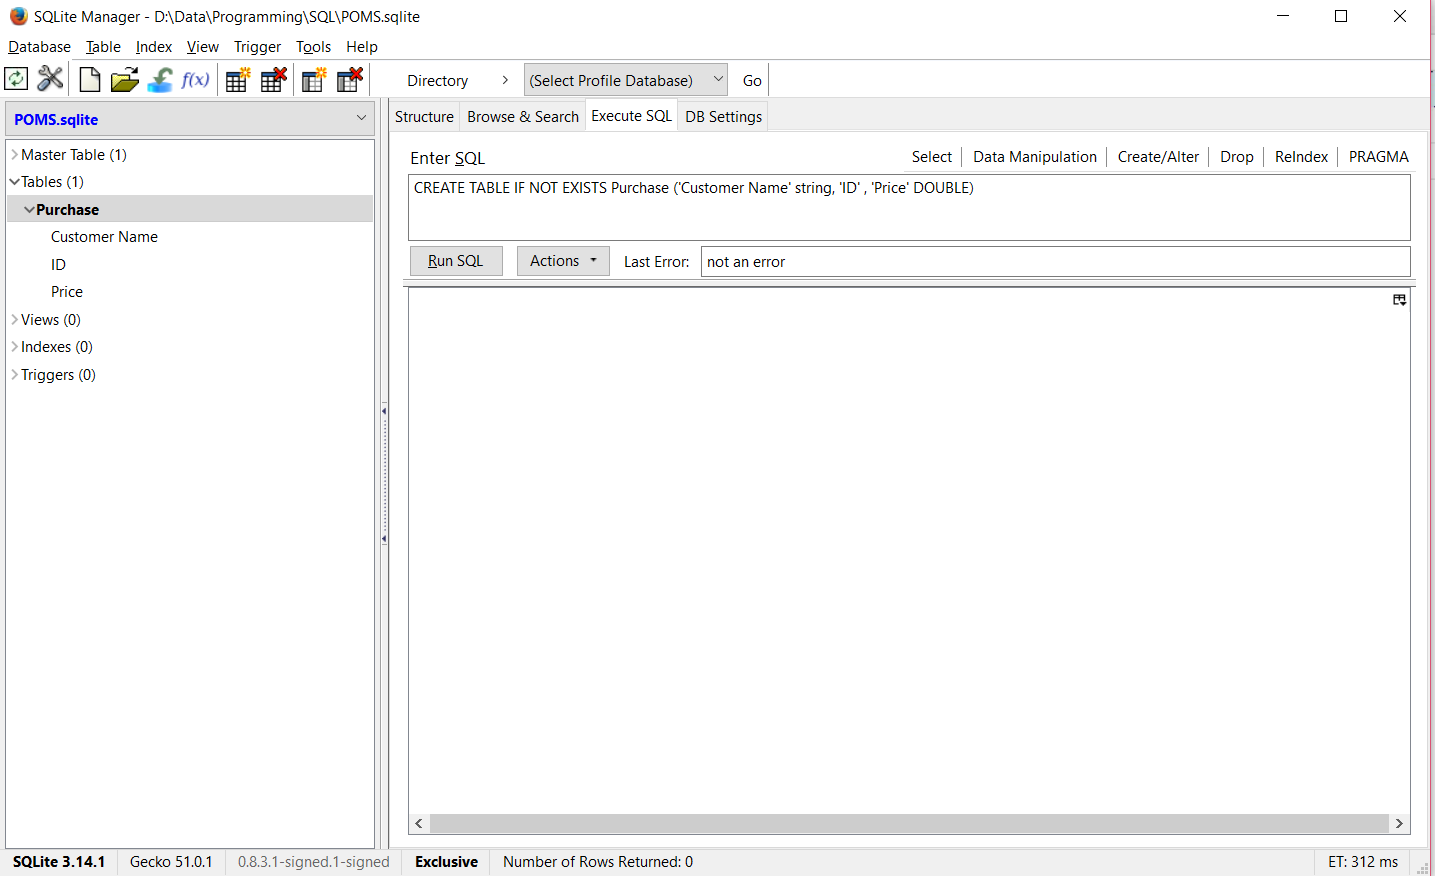 SQLite Manager - D:\Data\Programming\SQL\POMS.sqlite
Database Table Index View Trigger Tools Help
f(x) Directory > (Select Profile Database) Go
POMS.sqlite
Master Table (1)
Tables (1)
Purchase
Customer Name
ID
Price
Views (0)
Indexes (0)
Triggers (0)
Structure Browse & Search Execute SQL DB Settings
Enter SQL Select Data Manipulation Create/Alter Drop ReIndex PRAGMA
CREATE TABLE IF NOT EXISTS Purchase ('Customer Name' string, 'ID' , 'Price' DOUBLE)
Run SQL Actions Last Error: not an error
SQLite 3.14.1 Gecko 51.0.1 0.8.3.1-signed.1-signed Exclusive Number of Rows Returned: 0 ET: 312 ms